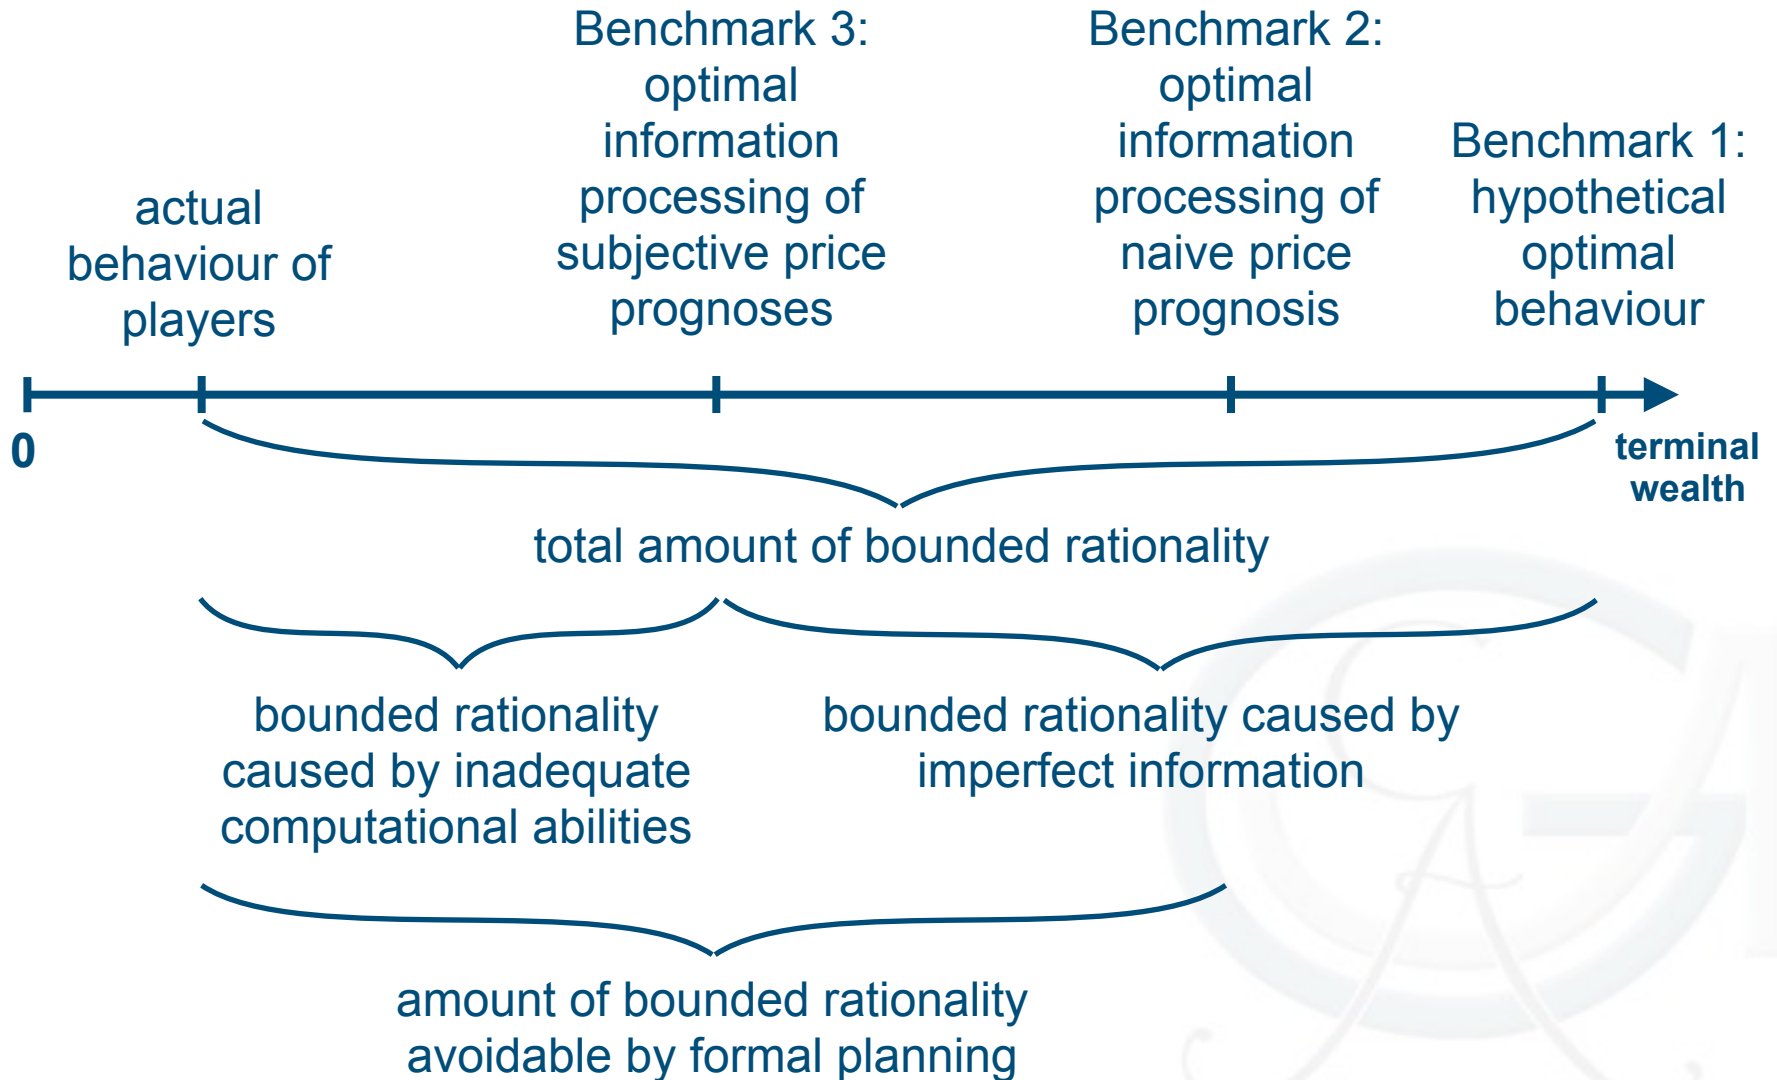 Benchmark 3:
optimal
information
processing of
subjective price
prognoses
Benchmark 2:
optimal
information
processing of
naive price
prognosis
Benchmark 1:
hypothetical
optimal
behaviour
actual
behaviour of
players
0
terminal
wealth
total amount of bounded rationality
bounded rationality
caused by inadequate
computational abilities
bounded rationality caused by
imperfect information
amount of bounded rationality
avoidable by formal planning